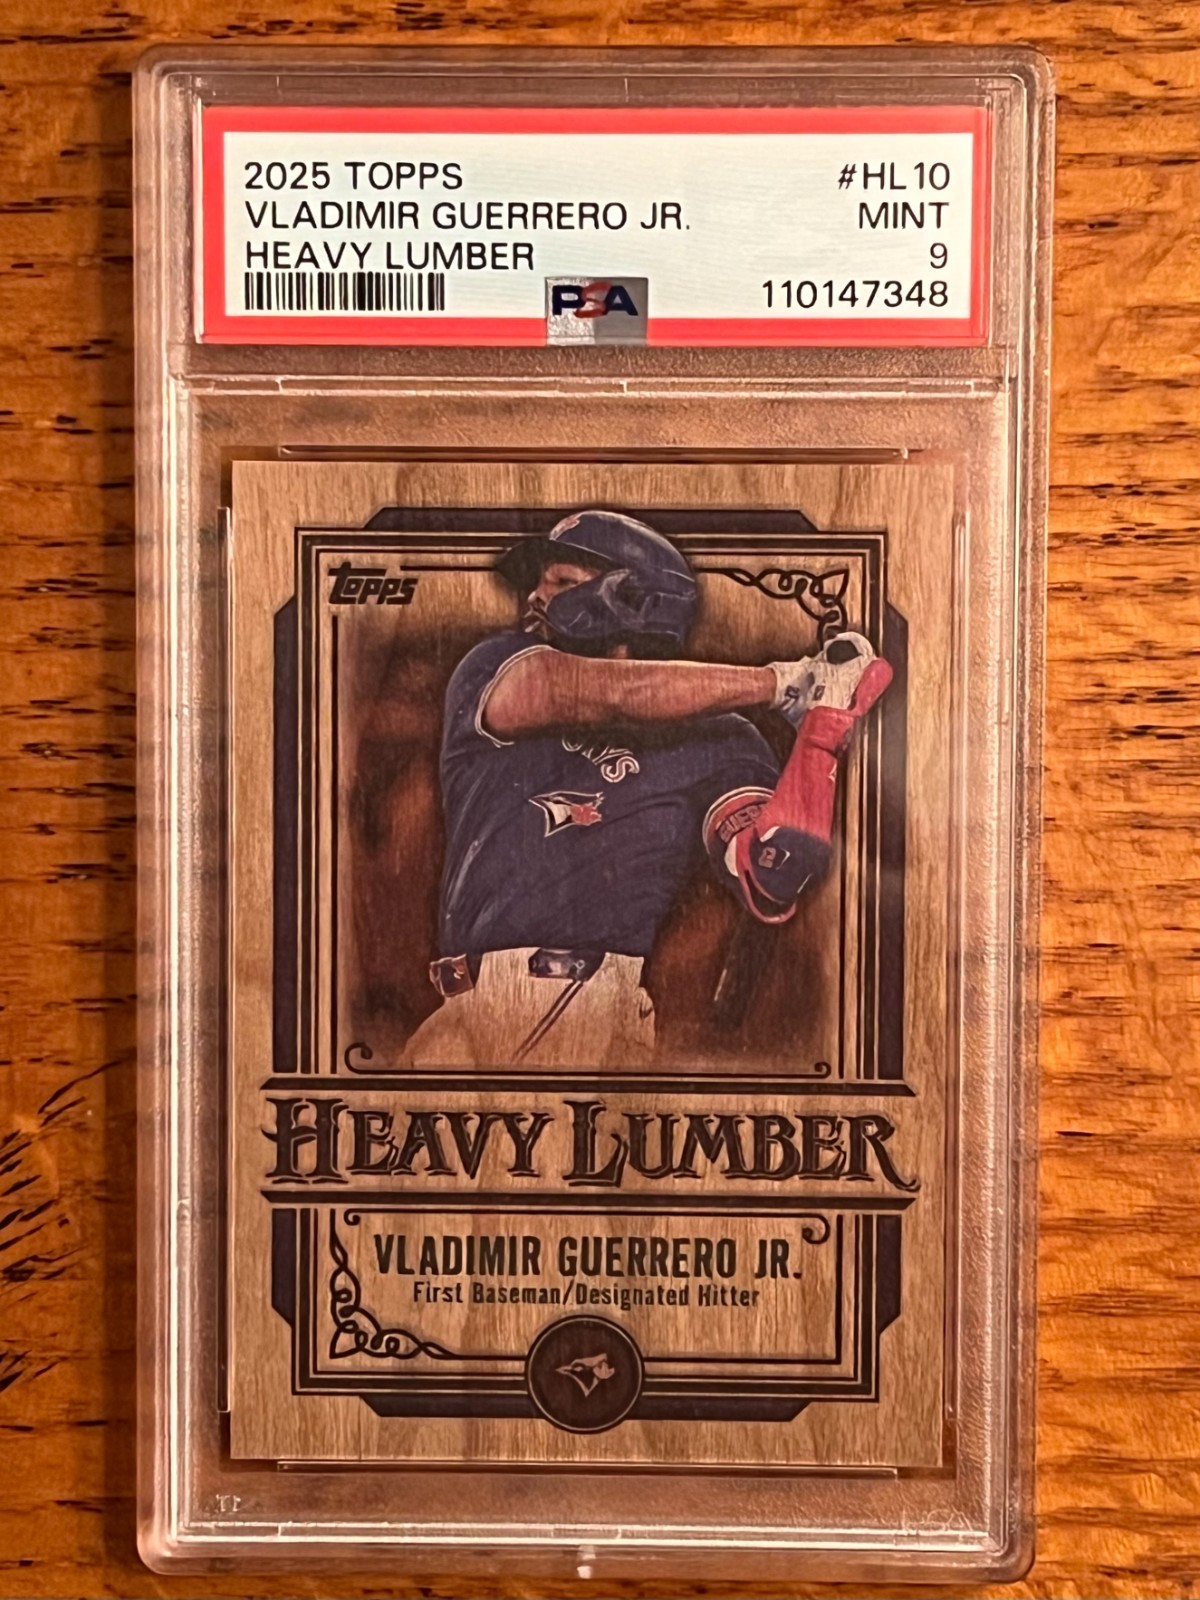 2025 TOPPS #HL10
VLADIMIR GUERRERO JR. MINT
HEAVY LUMBER 9
PSA 110147348
Topps
HEAVY LUMBER
VLADIMIR GUERRERO JR.
First Baseman/Designated Hitter